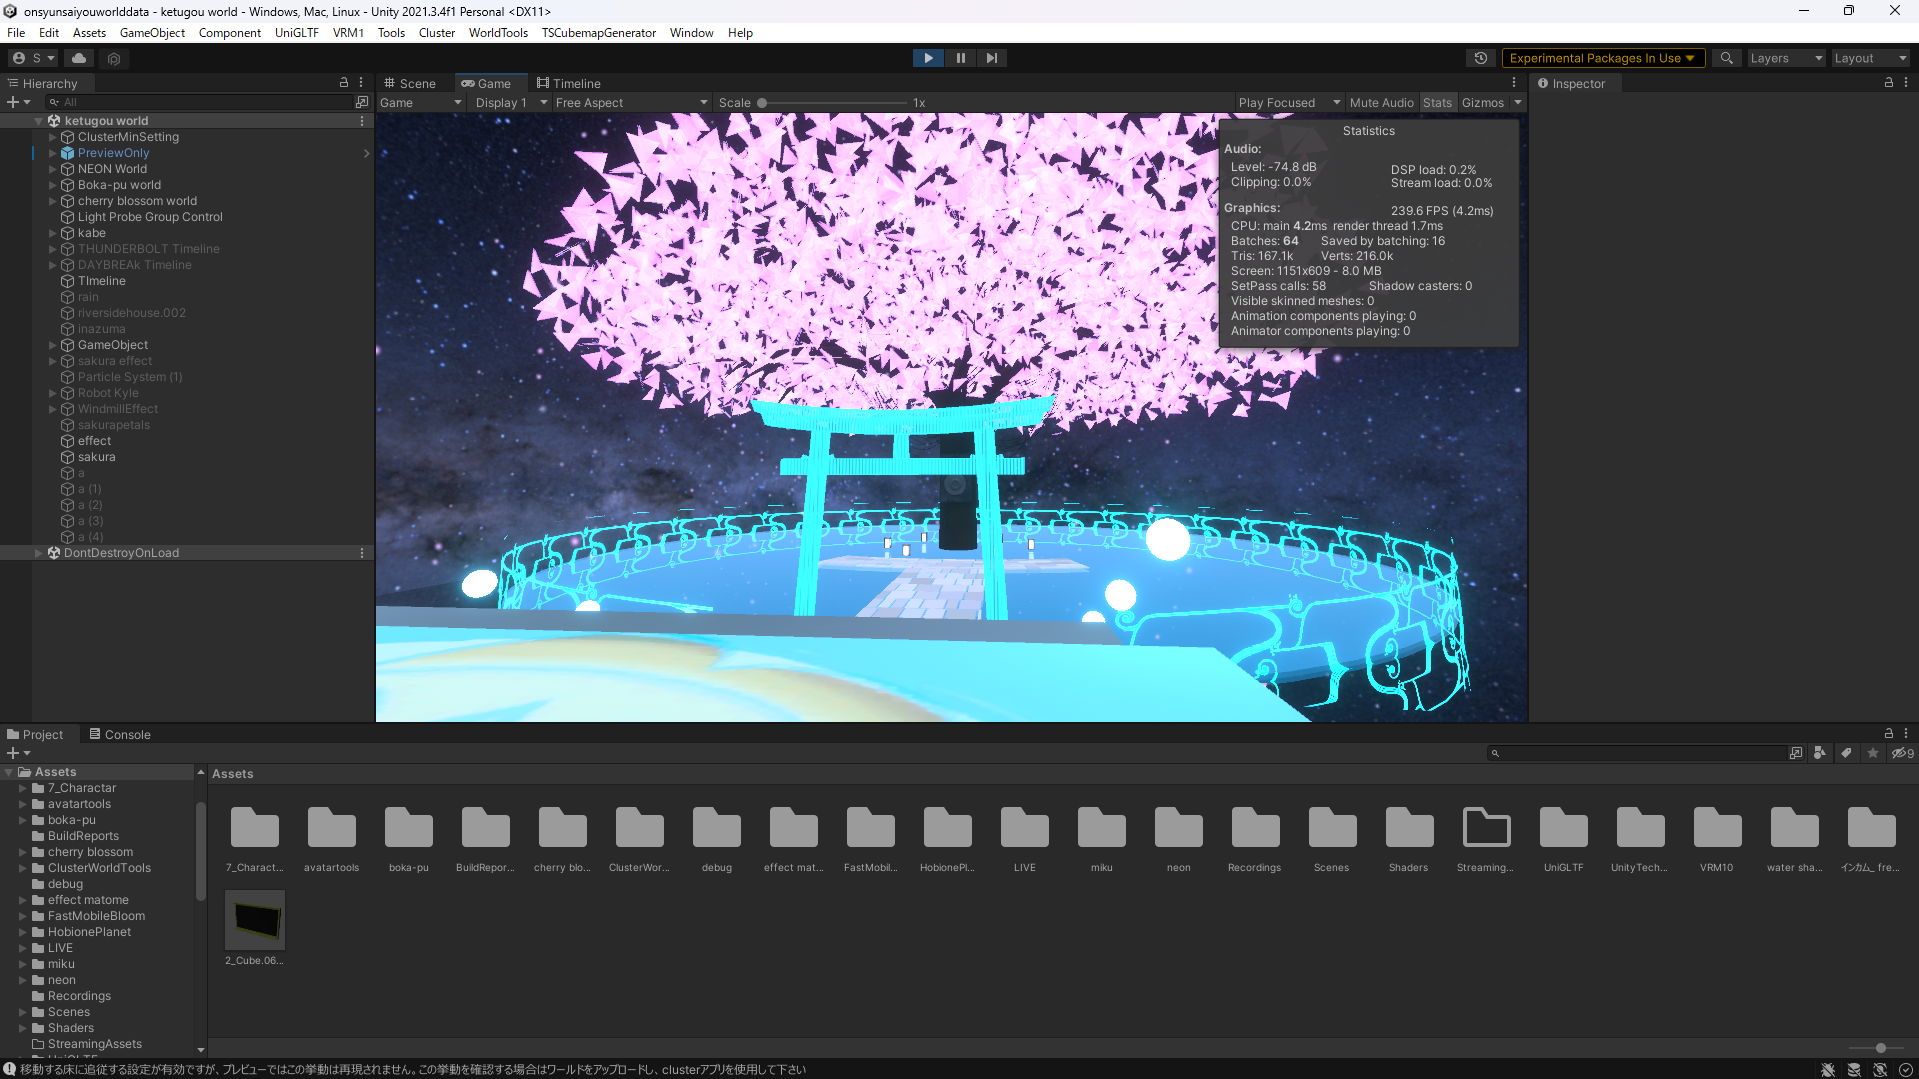 onsyunsaiyouworlddata - ketugou world - Windows, Mac, Linux - Unity 2021.3.4f1 Personal <DX11>
File Edit Assets GameObject Component UniGLTF VRM1 Tools Cluster WorldTools TSCubemapGenerator Window Help
S Experimental Packages In Use Layers Layout
Hierarchy
All
ketugou world
ClusterMinSetting
PreviewOnly
NEON World
Boka-pu world
cherry blossom world
Light Probe Group Control
kabe
THUNDERBOLT Timeline
DAYBREAk Timeline
TImeline
rain
riversidehouse.002
inazuma
GameObject
sakura effect
Particle System (1)
Robot Kyle
WindmillEffect
sakurapetals
effect
sakura
a
a (1)
a (2)
a (3)
a (4)
DontDestroyOnLoad
Scene Game Timeline
Game Display 1 Free Aspect Scale 1x Play Focused Mute Audio Stats Gizmos
Statistics
Audio:
Level: -74.8 dB DSP load: 0.2%
Clipping: 0.0% Stream load: 0.0%
Graphics: 239.6 FPS (4.2ms)
CPU: main 4.2ms render thread 1.7ms
Batches: 64 Saved by batching: 16
Tris: 167.1k Verts: 216.0k
Screen: 1151x609 - 8.0 MB
SetPass calls: 58 Shadow casters: 0
Visible skinned meshes: 0
Animation components playing: 0
Animator components playing: 0
Inspector
Project Console
9
Assets
7_Charactar
avatartools
boka-pu
BuildReports
cherry blossom
ClusterWorldTools
debug
effect matome
FastMobileBloom
HobionePlanet
LIVE
miku
neon
Recordings
Scenes
Shaders
StreamingAssets
UniGLTF
Assets
7_Charact... avatartools boka-pu BuildRepor... cherry blo... ClusterWor... debug effect mat... FastMobil... HobionePl... LIVE miku neon Recordings Scenes Shaders Streaming... UniGLTF UnityTech... VRM10 water sha... インカム_ fre...
2_Cube.06...
移動する床に追従する設定が有効ですが、プレビューではこの挙動は再現されません。この挙動を確認する場合はワールドをアップロードし、clusterアプリを使用して下さい